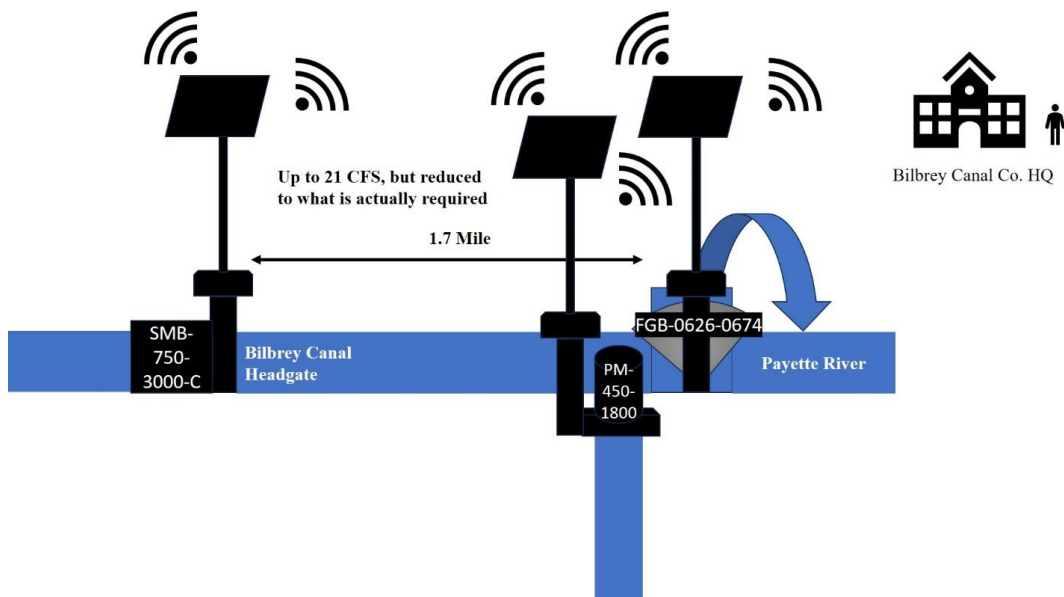 Bilbrey Canal Co. HQ
Up to 21 CFS, but reduced
to what is actually required
1.7 Mile
SMB-
750-
3000-C
Bilbrey Canal
Headgate
PM-
450-
1800
FGB-0626-0674
Payette River